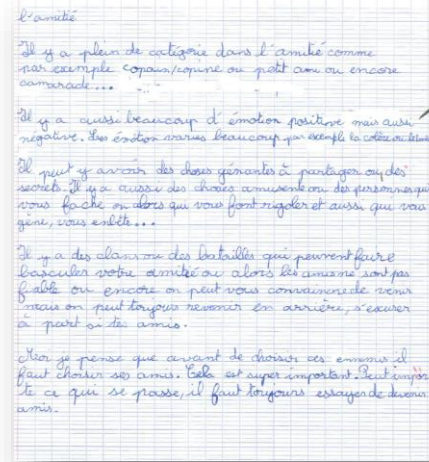 l'amitié
Il y a plein de catégorie dans l'amitié comme
par exemple copain/copine ou petit ami ou encore
camarade...
Il y a aussi beaucoup d'émotion positive mais aussi
négative. Les émotion varies beaucoup par exemple la colère ou
Il peut y avoir des choses gênantes à partager ou des
secrets. Il y a aussi des choses amusente ou des personnes qui
vous fache ou alors qui vous font rigoler et aussi qui vous
gène, vous enbête...
Il y a des clans ou des batailles qui peuvent faire
basculer votre amitié ou alors les amis ne sont pas
fiable ou encore on peut vous convaincre de venir
mais on peut toujours revenir en arrière, s'excuser
à part si tes amis.
Moi je pense que avant de choisir ces ennemis il
faut choisir ses amis. Cela est super important. Peut impor
te ce qui se passe, il faut toujours essayer de devenir
amis.